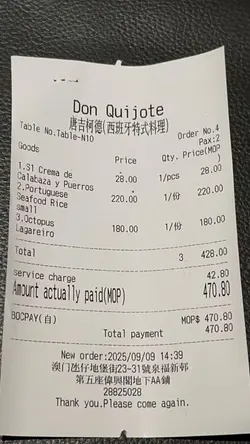 Don Quijote
唐吉柯德(西班牙特式料理)
Table No.Table-N10
Order No.4
Pax:2
Goods Price Qty. Price(MOP)
1.S1 Crema de Calabaza y Puerros 28.00 1/pcs 28.00
2.Portuguese Seafood Rice small 220.00 1/份 220.00
3.Octopus Lagareiro 180.00 1/份 180.00
Total 3 428.00
service charge 42.80
Amount actually paid(MOP) 470.80
BOCPAY(自) MOP$ 470.80
Total payment 470.80
New order:2025/09/09 14:39
澳门氹仔地堡街23-31號泉福新邨
第五座偉興閣地下AA鋪
28825028
Thank you.Please come again.